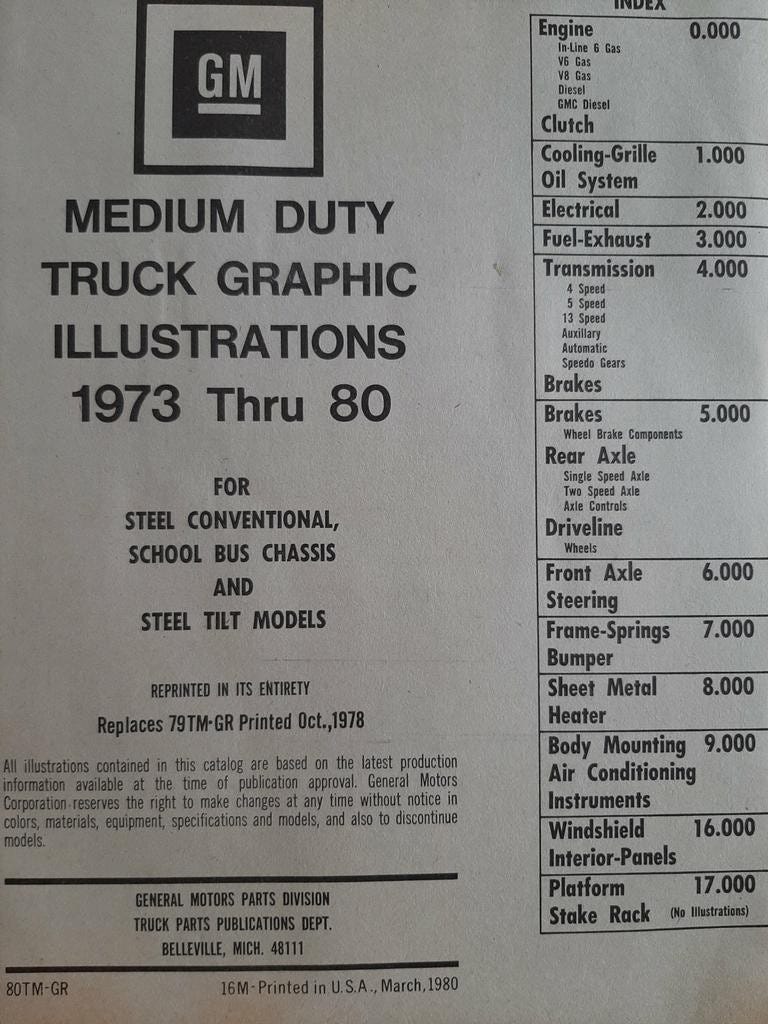 GM
MEDIUM DUTY
TRUCK GRAPHIC
ILLUSTRATIONS
1973 Thru 80
FOR
STEEL CONVENTIONAL,
SCHOOL BUS CHASSIS
AND
STEEL TILT MODELS
REPRINTED IN ITS ENTIRETY
Replaces 79TM-GR Printed Oct.,1978
All illustrations contained in this catalog are based on the latest production
information available at the time of publication approval. General Motors
Corporation reserves the right to make changes at any time without notice in
colors, materials, equipment, specifications and models, and also to discontinue
models.
GENERAL MOTORS PARTS DIVISION
TRUCK PARTS PUBLICATIONS DEPT.
BELLEVILLE, MICH. 48111
80TM-GR 16M-Printed in U.S.A., March,1980
INDEX
Engine 0.000
In-Line 6 Gas
V6 Gas
V8 Gas
Diesel
GMC Diesel
Clutch
Cooling-Grille 1.000
Oil System
Electrical 2.000
Fuel-Exhaust 3.000
Transmission 4.000
4 Speed
5 Speed
13 Speed
Auxillary
Automatic
Speedo Gears
Brakes
Brakes 5.000
Wheel Brake Components
Rear Axle
Single Speed Axle
Two Speed Axle
Axle Controls
Driveline
Wheels
Front Axle 6.000
Steering
Frame-Springs 7.000
Bumper
Sheet Metal 8.000
Heater
Body Mounting 9.000
Air Conditioning
Instruments
Windshield 16.000
Interior-Panels
Platform 17.000
Stake Rack (No Illustrations)